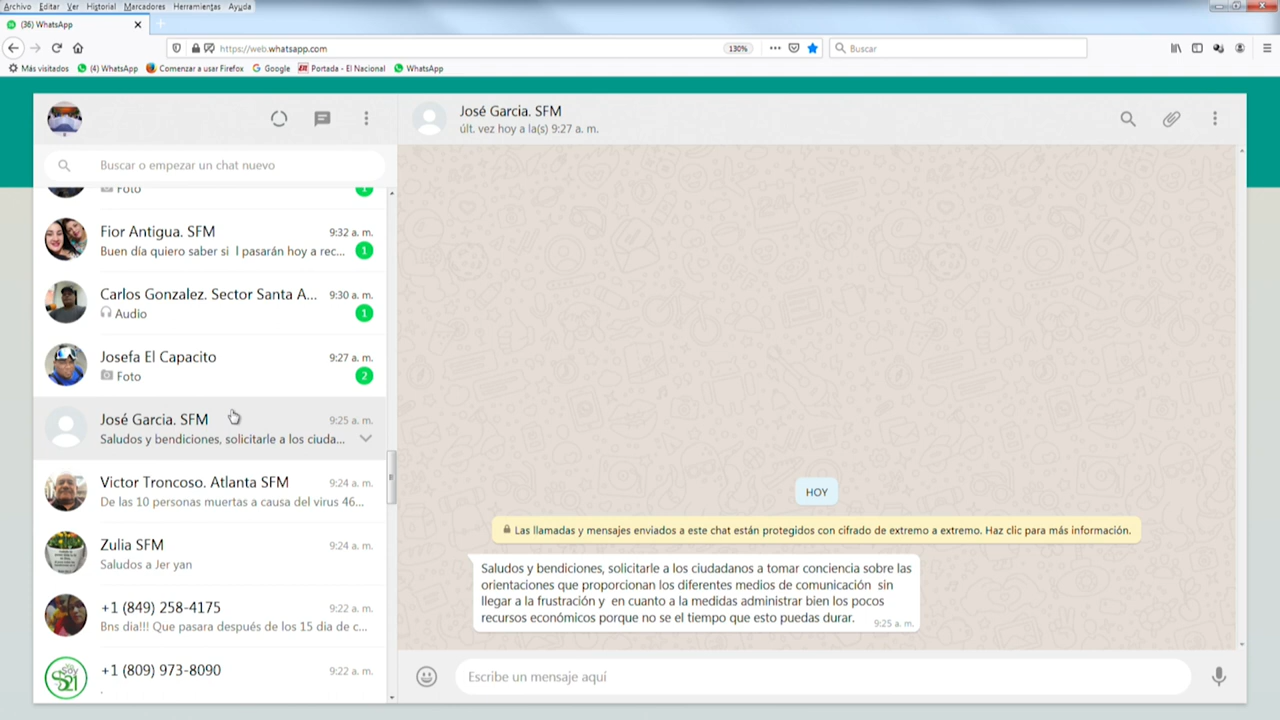 Archivo Editar Ver Historial Marcadores Herramientas Ayuda
(36) WhatsApp
https://web.whatsapp.com
130%
Buscar
Más visitados
(4) WhatsApp
Comenzar a usar Firefox
Google
Portada - El Nacional
WhatsApp
José Garcia. SFM
últ. vez hoy a la(s) 9:27 a. m.
Buscar o empezar un chat nuevo
Foto
1
Fior Antigua. SFM
9:32 a. m.
Buen día quiero saber si I pasarán hoy a rec...
1
Carlos Gonzalez. Sector Santa A...
9:30 a. m.
Audio
1
Josefa El Capacito
9:27 a. m.
Foto
2
José Garcia. SFM
9:25 a. m.
Saludos y bendiciones, solicitarle a los ciuda...
Victor Troncoso. Atlanta SFM
9:24 a. m.
De las 10 personas muertas a causa del virus 46...
Zulia SFM
9:24 a. m.
Saludos a Jer yan
+1 (849) 258-4175
9:22 a. m.
Bns dia!!! Que pasara después de los 15 dia de c...
+1 (809) 973-8090
9:22 a. m.
.
HOY
Las llamadas y mensajes enviados a este chat están protegidos con cifrado de extremo a extremo. Haz clic para más información.
Saludos y bendiciones, solicitarle a los ciudadanos a tomar conciencia sobre las
orientaciones que proporcionan los diferentes medios de comunicación sin
llegar a la frustración y en cuanto a la medidas administrar bien los pocos
recursos económicos porque no se el tiempo que esto puedas durar.
9:25 a. m.
Escribe un mensaje aquí